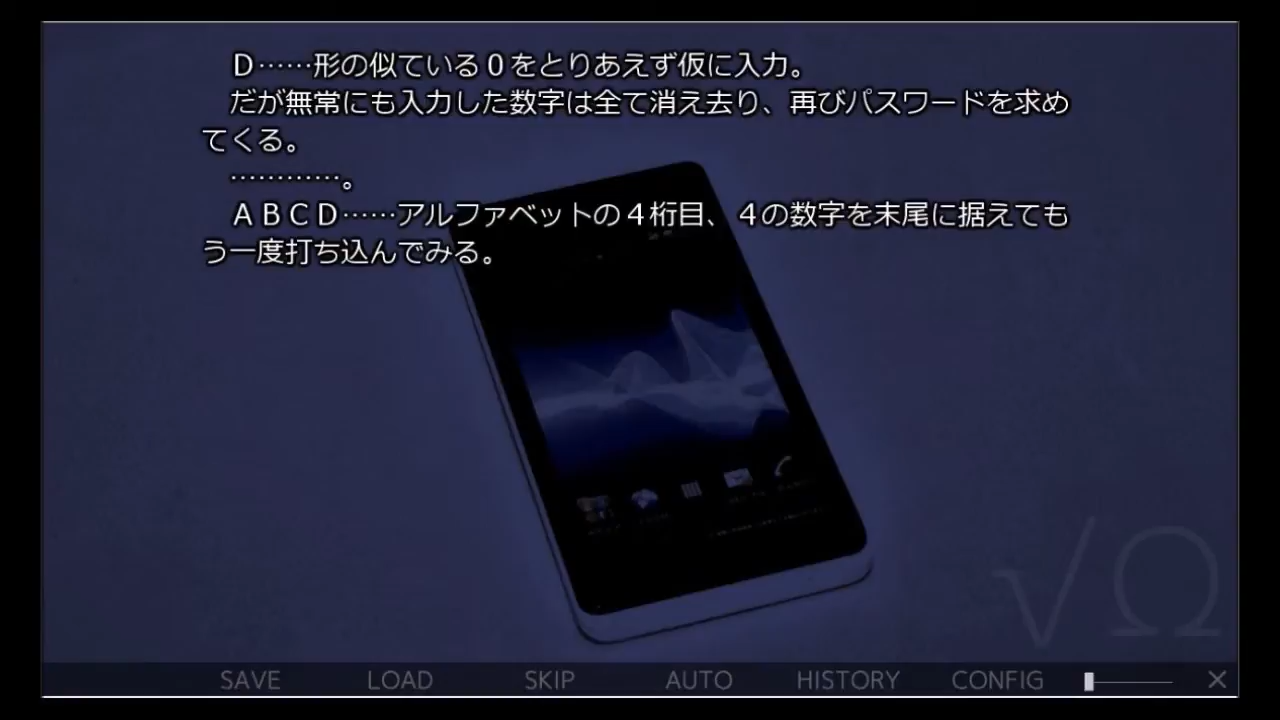 D……形の似ている0をとりあえず仮に入力。
だが無常にも入力した数字は全て消え去り、再びパスワードを求め
てくる。
…………。
ABCD……アルファベットの4桁目、4の数字を末尾に据えても
う一度打ち込んでみる。
√Ω
SAVE LOAD SKIP AUTO HISTORY CONFIG ×